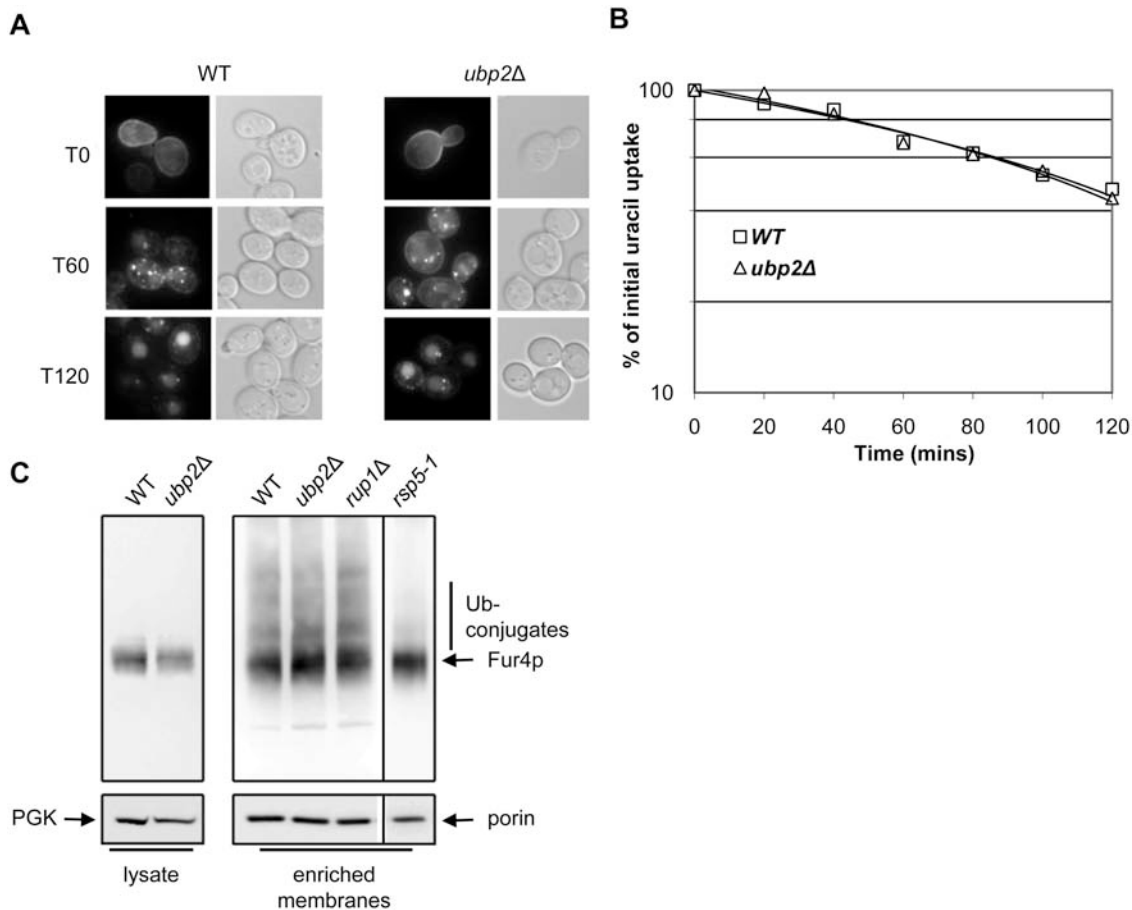 A
WT
ubp2Δ
T0
T60
T120
B
% of initial uracil uptake
100
10
WT
ubp2Δ
0 20 40 60 80 100 120
Time (mins)
C
WT ubp2Δ
WT ubp2Δ rup1Δ rsp5-1
Ub-
conjugates
Fur4p
PGK
porin
lysate
enriched
membranes